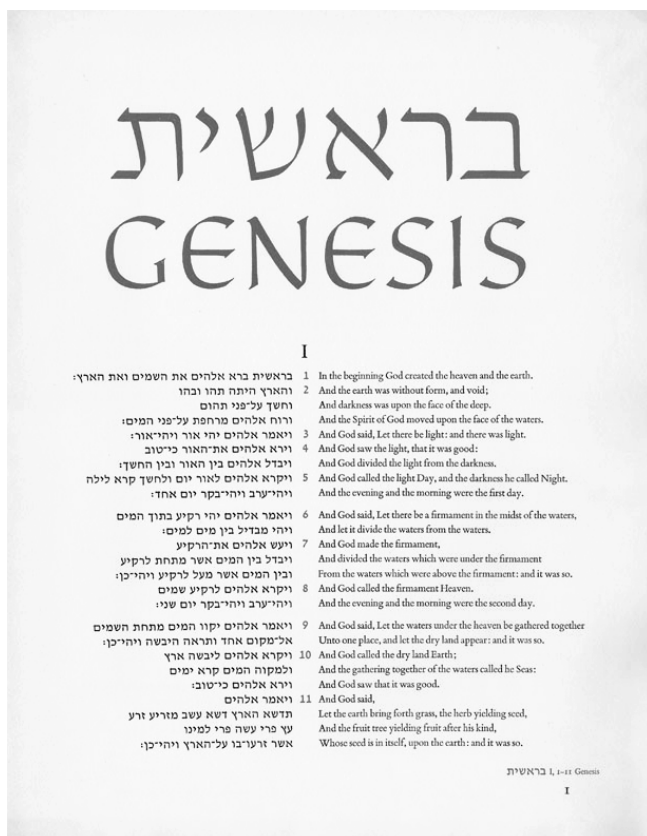 בראשית
GENESIS
I
בראשית ברא אלהים את השמים ואת הארץ: 1 In the beginning God created the heaven and the earth.
והארץ היתה תהו ובהו 2 And the earth was without form, and void;
וחשך על־פני תהום And darkness was upon the face of the deep.
ורוח אלהים מרחפת על־פני המים: And the Spirit of God moved upon the face of the waters.
ויאמר אלהים יהי אור ויהי־אור: 3 And God said, Let there be light: and there was light.
וירא אלהים את־האור כי־טוב 4 And God saw the light, that it was good:
ויבדל אלהים בין האור ובין החשך: And God divided the light from the darkness.
ויקרא אלהים לאור יום ולחשך קרא לילה 5 And God called the light Day, and the darkness he called Night.
ויהי־ערב ויהי־בקר יום אחד: And the evening and the morning were the first day.
ויאמר אלהים יהי רקיע בתוך המים 6 And God said, Let there be a firmament in the midst of the waters,
ויהי מבדיל בין מים למים: And let it divide the waters from the waters.
ויעש אלהים את־הרקיע 7 And God made the firmament,
ויבדל בין המים אשר מתחת לרקיע And divided the waters which were under the firmament
ובין המים אשר מעל לרקיע ויהי־כן: From the waters which were above the firmament: and it was so.
ויקרא אלהים לרקיע שמים 8 And God called the firmament Heaven.
ויהי־ערב ויהי־בקר יום שני: And the evening and the morning were the second day.
ויאמר אלהים יקוו המים מתחת השמים 9 And God said, Let the waters under the heaven be gathered together
אל־מקום אחד ותראה היבשה ויהי־כן: Unto one place, and let the dry land appear: and it was so.
ויקרא אלהים ליבשה ארץ 10 And God called the dry land Earth;
ולמקוה המים קרא ימים And the gathering together of the waters called he Seas:
וירא אלהים כי־טוב: And God saw that it was good.
ויאמר אלהים 11 And God said,
תדשא הארץ דשא עשב מזריע זרע Let the earth bring forth grass, the herb yielding seed,
עץ פרי עשה פרי למינו And the fruit tree yielding fruit after his kind,
אשר זרעו־בו על־הארץ ויהי־כן: Whose seed is in itself, upon the earth: and it was so.
בראשית I, 1–11 Genesis
I